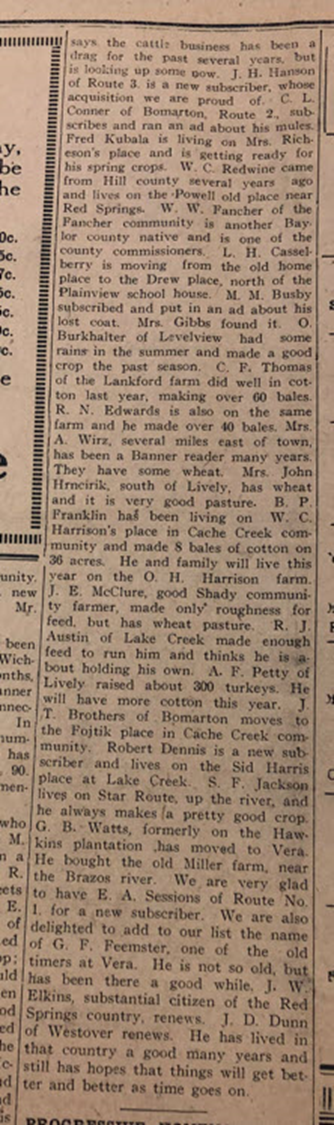 says the cattle business has been a
drag for the past several years, but
is looking up some now. J. H. Hanson
of Route 3, is a new subscriber, whose
acquisition we are proud of. C. L.
Conner of Bomarton, Route 2, sub-
scribes and ran an ad about his mules.
Fred Kubala is living on Mrs. Rich-
eson's place and is getting ready for
his spring crops. W. C. Redwine came
from Hill county several years ago
and lives on the Powell old place near
Red Springs. W. W. Fancher of the
Fancher community is another Bay-
lor county native and is one of the
county commissioners. L. H. Cassel-
berry is moving from the old home
place to the Drew place, north of the
Plainview school house. M. M. Busby
subscribed and put in an ad about his
lost coat. Mrs. Gibbs found it. O.
Burkhalter of Levelview had some
rains in the summer and made a good
crop the past season. C. F. Thomas
of the Lankford farm did well in cot-
ton last year, making over 60 bales.
R. N. Edwards is also on the same
farm and he made over 40 bales. Mrs.
A. Wirz, several miles east of town,
has been a Banner reader many years.
They have some wheat. Mrs. John
Hrncirik, south of Lively, has wheat
and it is very good pasture. B. P.
Franklin has been living on W. C.
Harrison's place in Cache Creek com-
munity and made 8 bales of cotton on
36 acres. He and family will live this
year on the O. H. Harrison farm.
J. E. McClure, good Shady communi-
ty farmer, made only roughness for
feed, but has wheat pasture. R. J.
Austin of Lake Creek made enough
feed to run him and thinks he is a-
bout holding his own. A. F. Petty of
Lively raised about 300 turkeys. He
will have more cotton this year. J.
T. Brothers of Bomarton moves to
the Fojtik place in Cache Creek com-
munity. Robert Dennis is a new sub-
scriber and lives on the Sid Harris
place at Lake Creek. S. F. Jackson
lives on Star Route, up the river, and
he always makes a pretty good crop.
G. B. Watts, formerly on the Haw-
kins plantation ,has moved to Vera.
He bought the old Miller farm, near
the Brazos river. We are very glad
to have E. A. Sessions of Route No.
1, for a new subscriber. We are also
delighted to add to our list the name
of G. F. Feemster, one of the old
timers at Vera. He is not so old, but
has been there a good while. J. W.
Elkins, substantial citizen of the Red
Springs country, renews. J. D. Dunn
of Westover renews. He has lived in
that country a good many years and
still has hopes that things will get bet-
ter and better as time goes on.